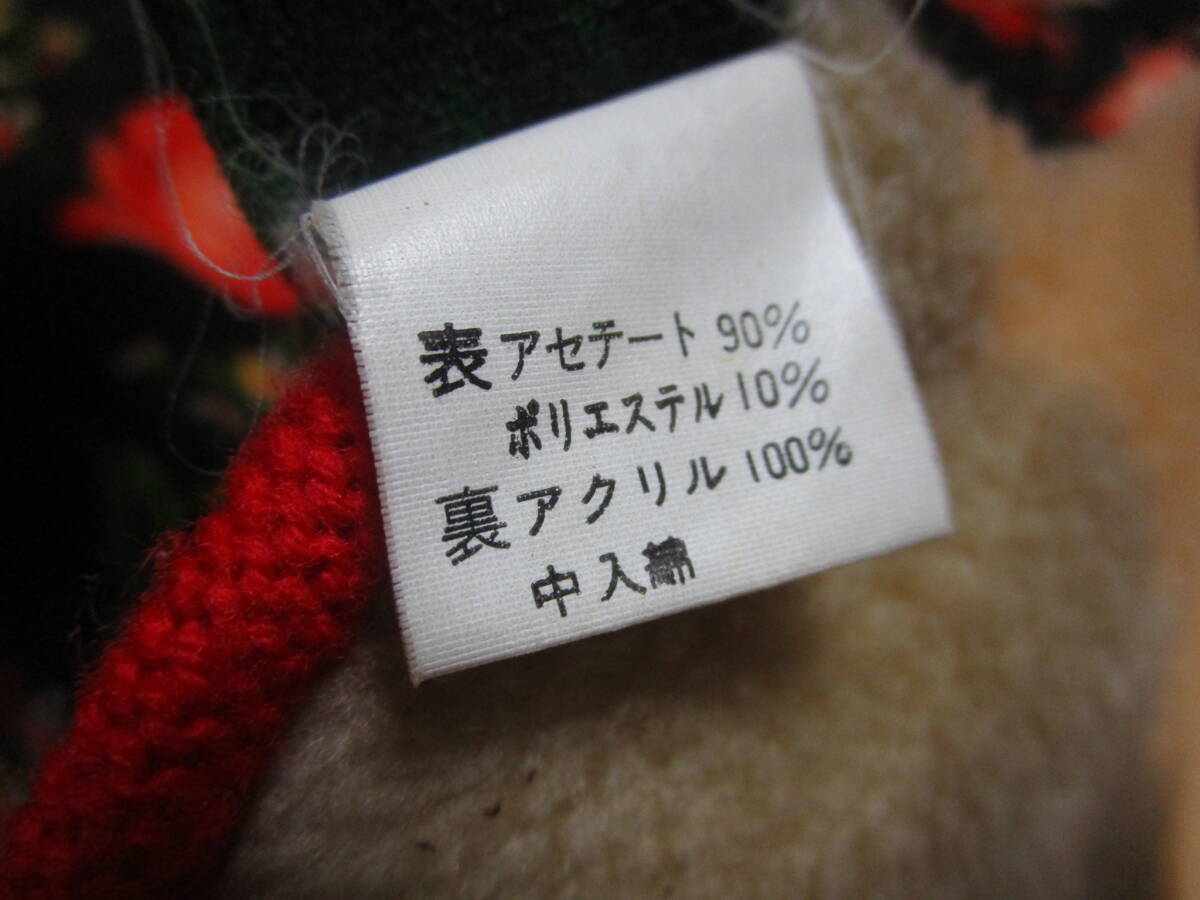 表アセテート 90%
ポリエステル 10%
裏アクリル 100%
中入綿